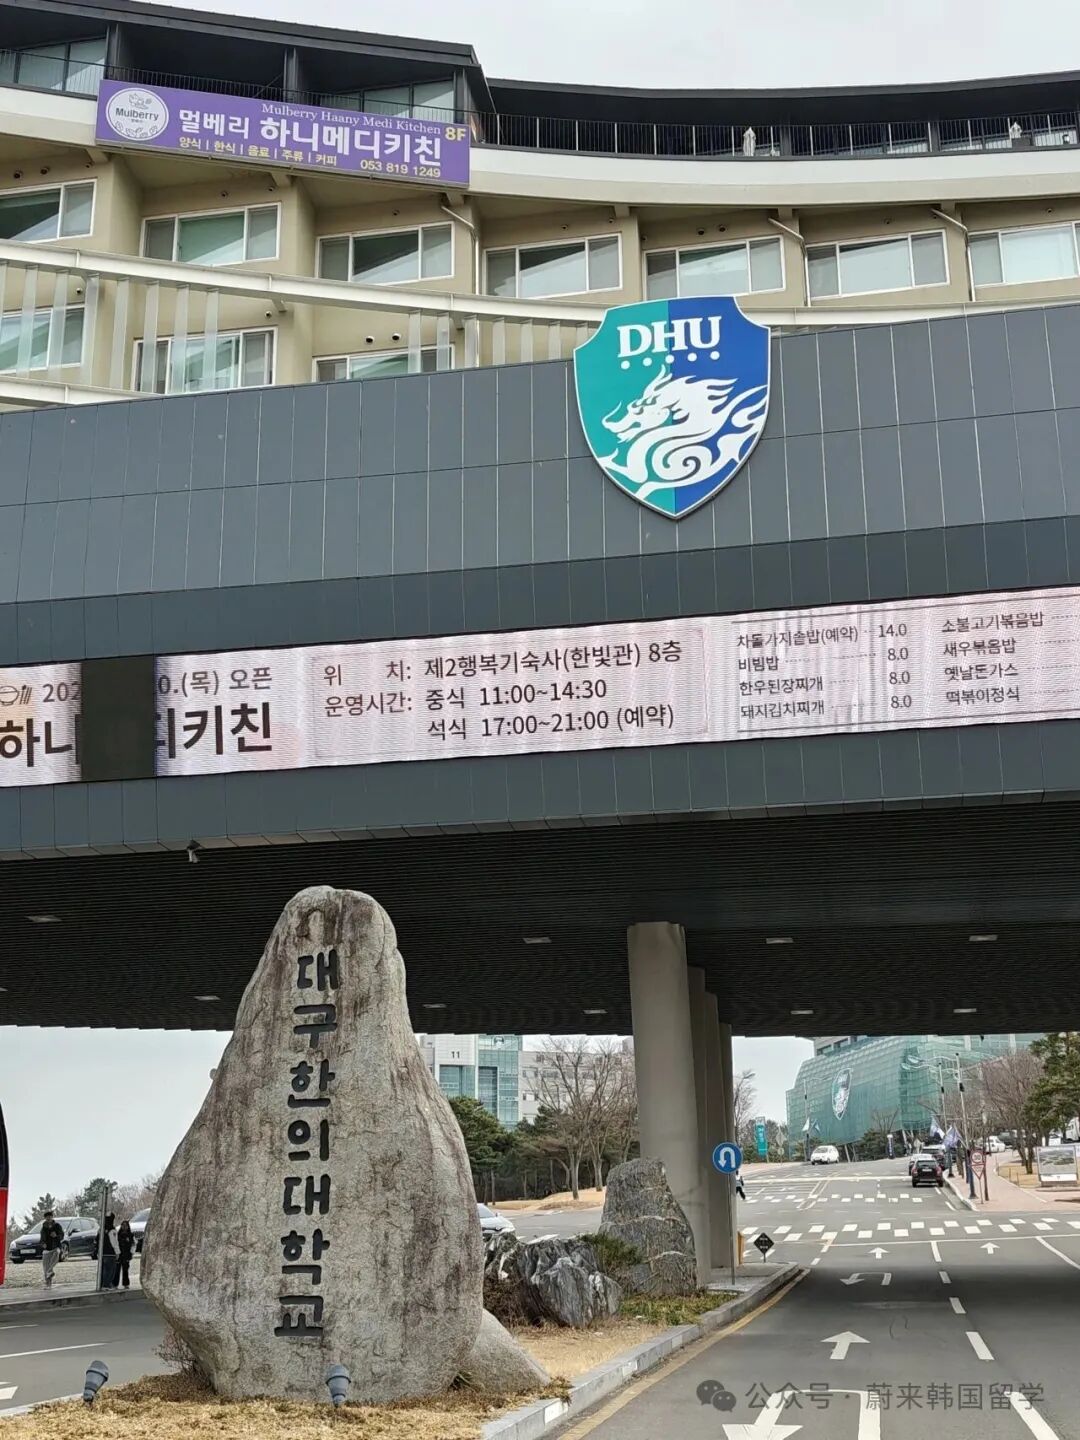 Mulberry
Mulberry Haany Medi Kitchen
멀베리 하니메디키친 8F
양식 | 한식 | 음료 | 주류 | 커피
053 819 1249
DHU
0.(목) 오픈
하니
디키친
위 치: 제2행복기숙사(한빛관) 8층
운영시간: 중식 11:00~14:30
석식 17:00~21:00 (예약)
차돌가지솥밥(예약) 14.0
비빔밥 8.0
한우된장찌개 8.0
돼지김치찌개 8.0
소불고기볶음밥
새우볶음밥
옛날돈가스
떡볶이정식
대구한의대학교
11
公众号 · 蔚来韩国留学